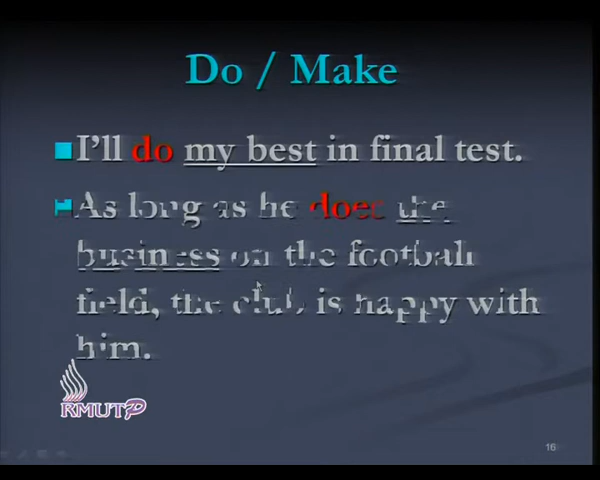 Do / Make
I'll do my best in final test.
As long as he does the
business on the football
field, the club is happy with
him.
RMUTP
16